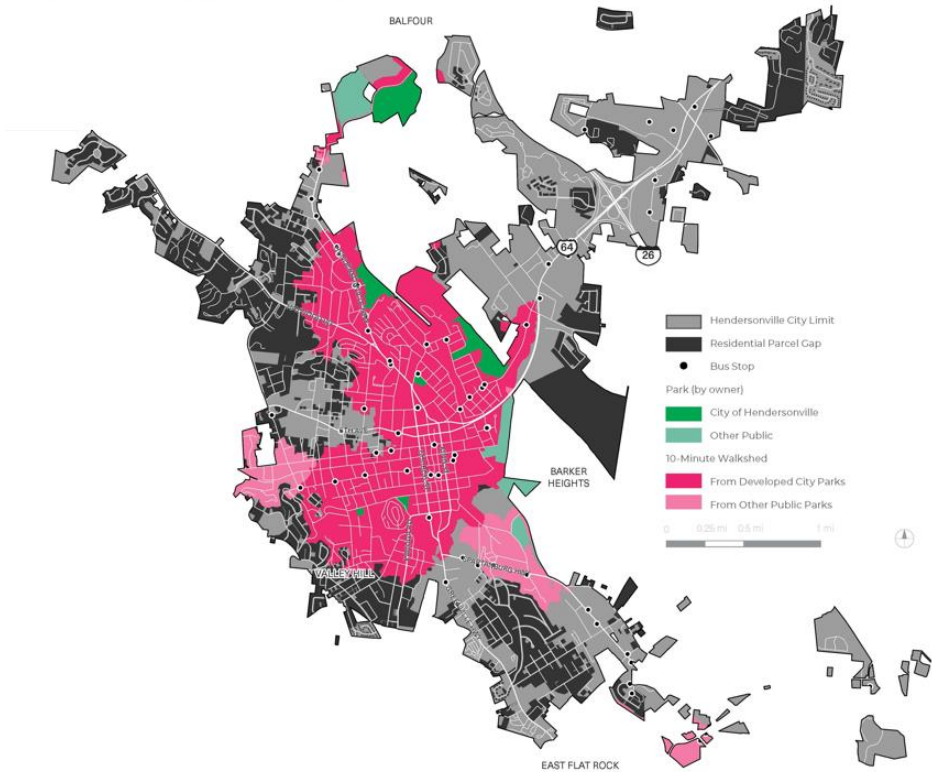 BALFOUR
64
26
Hendersonville City Limit
Residential Parcel Gap
Bus Stop
Park (by owner)
City of Hendersonville
Other Public
10-Minute Walkshed
From Developed City Parks
From Other Public Parks
0 0.25 mi 0.5 mi 1 mi
BARKER
HEIGHTS
VALLEY HILL
EAST FLAT ROCK